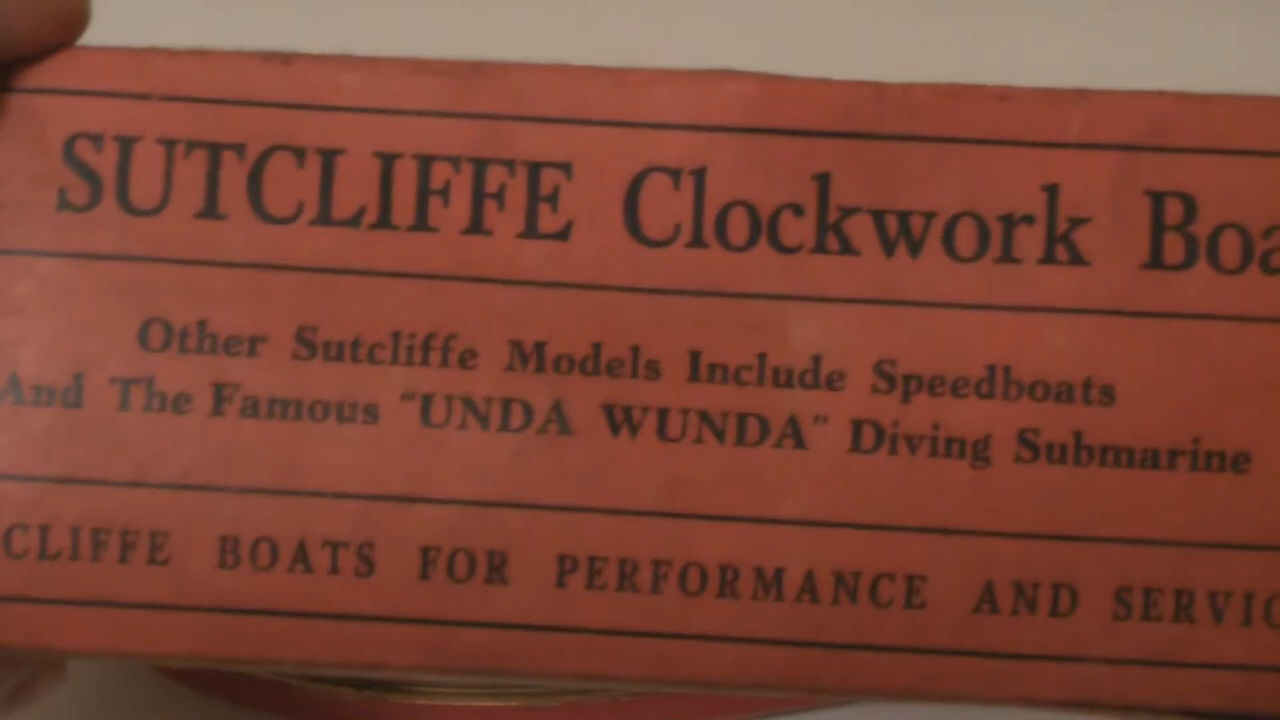 SUTCLIFFE Clockwork Boa
Other Sutcliffe Models Include Speedboats
And The Famous "UNDA WUNDA" Diving Submarine
CLIFFE BOATS FOR PERFORMANCE AND SERVIC